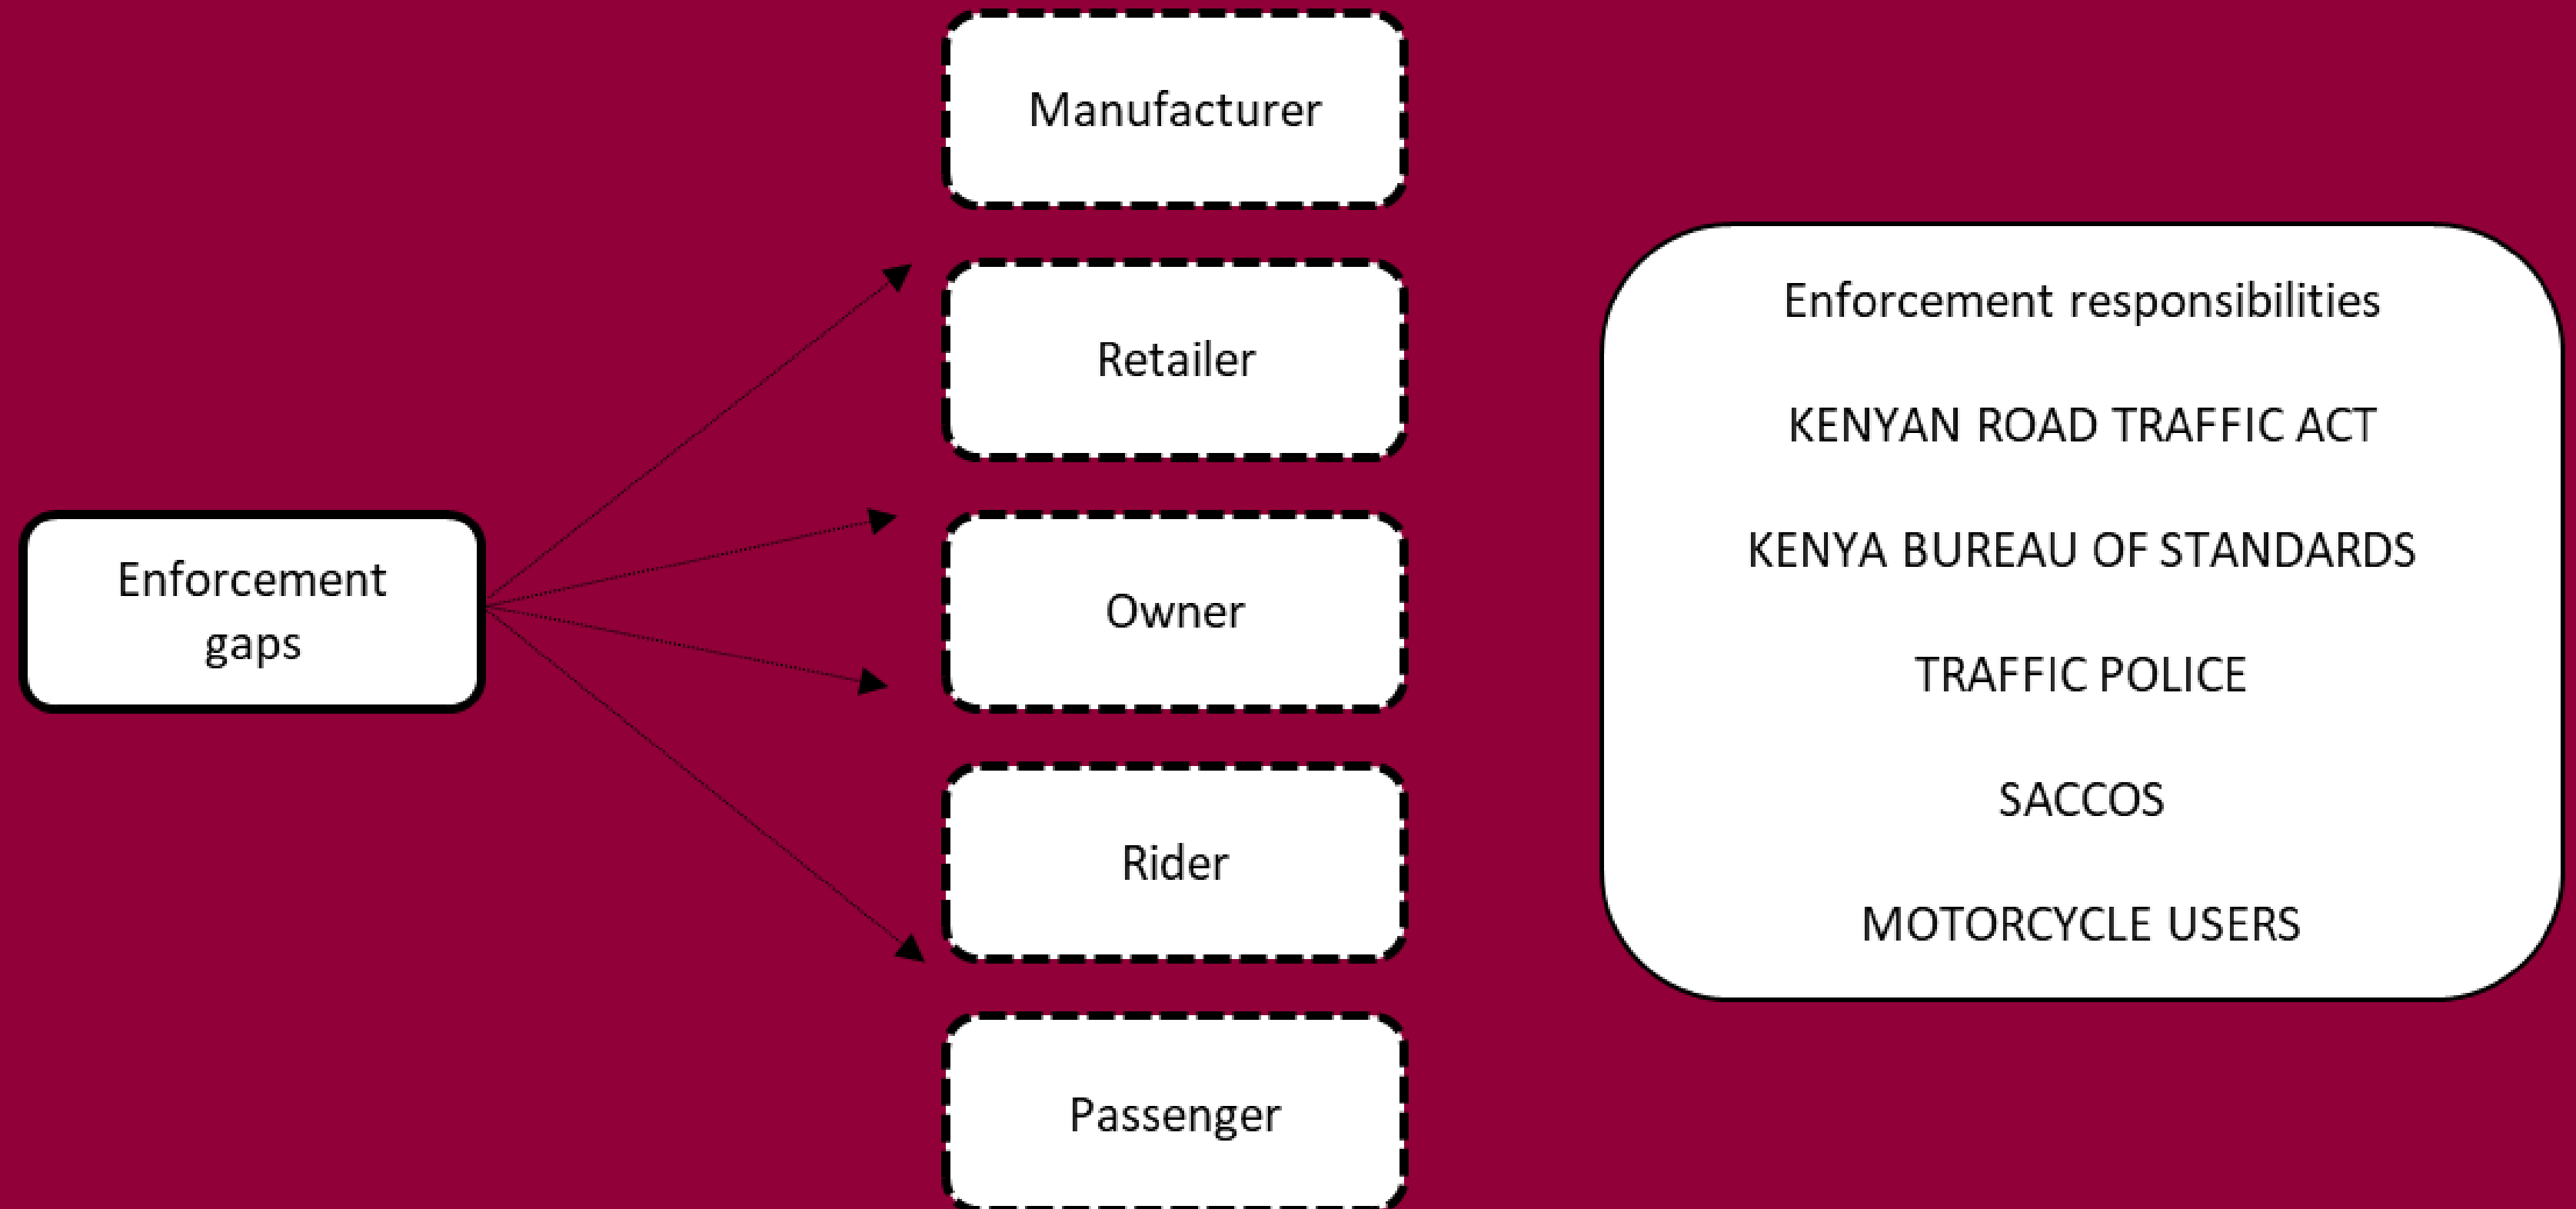 Manufacturer
Retailer
Enforcement
gaps
Owner
Rider
Passenger
Enforcement responsibilities
KENYAN ROAD TRAFFIC ACT
KENYA BUREAU OF STANDARDS
TRAFFIC POLICE
SACCOS
MOTORCYCLE USERS